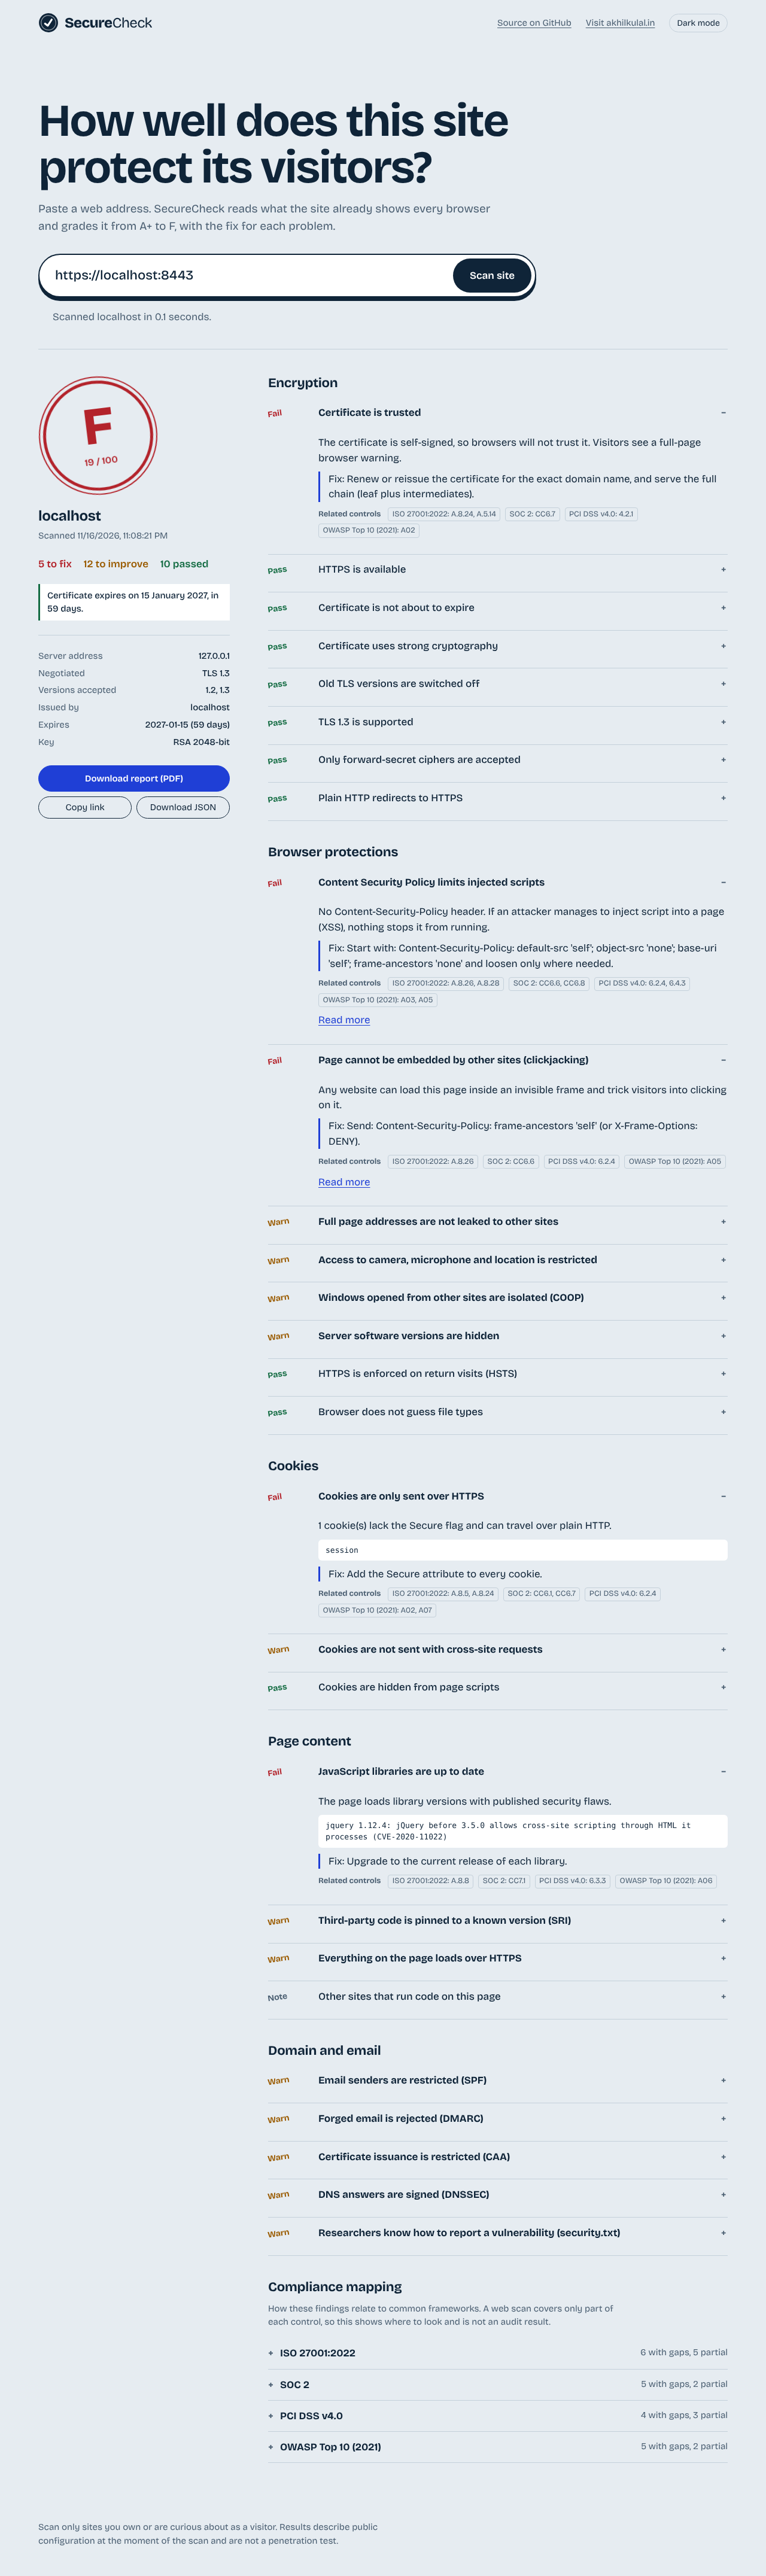 SecureCheck
Source on GitHub
Visit akhilkulal.in
Dark mode
How well does this site
protect its visitors?
Paste a web address. SecureCheck reads what the site already shows every browser
and grades it from A+ to F, with the fix for each problem.
https://localhost:8443
Scan site
Scanned localhost in 0.1 seconds.
F
19 / 100
localhost
Scanned 11/16/2026, 11:08:21 PM
5 to fix 12 to improve 10 passed
Certificate expires on 15 January 2027, in
59 days.
Server address 127.0.0.1
Negotiated TLS 1.3
Versions accepted 1.2, 1.3
Issued by localhost
Expires 2027-01-15 (59 days)
Key RSA 2048-bit
Download report (PDF)
Copy link
Download JSON
Encryption
Fail Certificate is trusted −
The certificate is self-signed, so browsers will not trust it. Visitors see a full-page
browser warning.
Fix: Renew or reissue the certificate for the exact domain name, and serve the full
chain (leaf plus intermediates).
Related controls ISO 27001:2022: A.8.24, A.5.14 SOC 2: CC6.7 PCI DSS v4.0: 4.2.1
OWASP Top 10 (2021): A02
Pass HTTPS is available +
Pass Certificate is not about to expire +
Pass Certificate uses strong cryptography +
Pass Old TLS versions are switched off +
Pass TLS 1.3 is supported +
Pass Only forward-secret ciphers are accepted +
Pass Plain HTTP redirects to HTTPS +
Browser protections
Fail Content Security Policy limits injected scripts −
No Content-Security-Policy header. If an attacker manages to inject script into a page
(XSS), nothing stops it from running.
Fix: Start with: Content-Security-Policy: default-src 'self'; object-src 'none'; base-uri
'self'; frame-ancestors 'none' and loosen only where needed.
Related controls ISO 27001:2022: A.8.26, A.8.28 SOC 2: CC6.6, CC6.8 PCI DSS v4.0: 6.2.4, 6.4.3
OWASP Top 10 (2021): A03, A05
Read more
Fail Page cannot be embedded by other sites (clickjacking) −
Any website can load this page inside an invisible frame and trick visitors into clicking
on it.
Fix: Send: Content-Security-Policy: frame-ancestors 'self' (or X-Frame-Options:
DENY).
Related controls ISO 27001:2022: A.8.26 SOC 2: CC6.6 PCI DSS v4.0: 6.2.4 OWASP Top 10 (2021): A05
Read more
Warn Full page addresses are not leaked to other sites +
Warn Access to camera, microphone and location is restricted +
Warn Windows opened from other sites are isolated (COOP) +
Warn Server software versions are hidden +
Pass HTTPS is enforced on return visits (HSTS) +
Pass Browser does not guess file types +
Cookies
Fail Cookies are only sent over HTTPS −
1 cookie(s) lack the Secure flag and can travel over plain HTTP.
session
Fix: Add the Secure attribute to every cookie.
Related controls ISO 27001:2022: A.8.5, A.8.24 SOC 2: CC6.1, CC6.7 PCI DSS v4.0: 6.2.4
OWASP Top 10 (2021): A02, A07
Warn Cookies are not sent with cross-site requests +
Pass Cookies are hidden from page scripts +
Page content
Fail JavaScript libraries are up to date −
The page loads library versions with published security flaws.
jquery 1.12.4: jQuery before 3.5.0 allows cross-site scripting through HTML it
processes (CVE-2020-11022)
Fix: Upgrade to the current release of each library.
Related controls ISO 27001:2022: A.8.8 SOC 2: CC7.1 PCI DSS v4.0: 6.3.3 OWASP Top 10 (2021): A06
Warn Third-party code is pinned to a known version (SRI) +
Warn Everything on the page loads over HTTPS +
Note Other sites that run code on this page +
Domain and email
Warn Email senders are restricted (SPF) +
Warn Forged email is rejected (DMARC) +
Warn Certificate issuance is restricted (CAA) +
Warn DNS answers are signed (DNSSEC) +
Warn Researchers know how to report a vulnerability (security.txt) +
Compliance mapping
How these findings relate to common frameworks. A web scan covers only part of
each control, so this shows where to look and is not an audit result.
+ ISO 27001:2022 6 with gaps, 5 partial
+ SOC 2 5 with gaps, 2 partial
+ PCI DSS v4.0 4 with gaps, 3 partial
+ OWASP Top 10 (2021) 5 with gaps, 2 partial
Scan only sites you own or are curious about as a visitor. Results describe public
configuration at the moment of the scan and are not a penetration test.